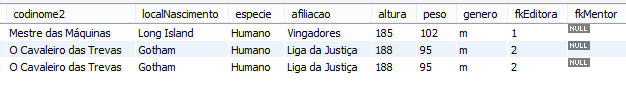 codinome2 localNascimento especie afiliacao altura peso genero fkEditora fkMentor
Mestre das Máquinas Long Island Humano Vingadores 185 102 m 1 NULL
O Cavaleiro das Trevas Gotham Humano Liga da Justiça 188 95 m 2 NULL
O Cavaleiro das Trevas Gotham Humano Liga da Justiça 188 95 m 2 NULL